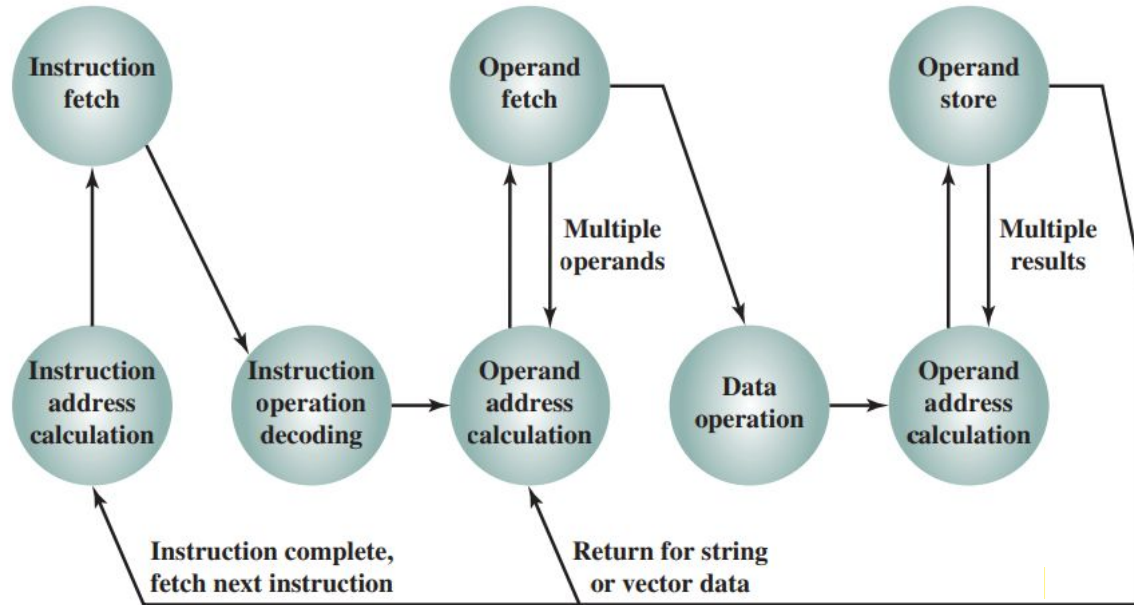 Instruction
fetch
Operand
fetch
Operand
store
Multiple
operands
Multiple
results
Instruction
address
calculation
Instruction
operation
decoding
Operand
address
calculation
Data
operation
Operand
address
calculation
Instruction complete,
fetch next instruction
Return for string
or vector data